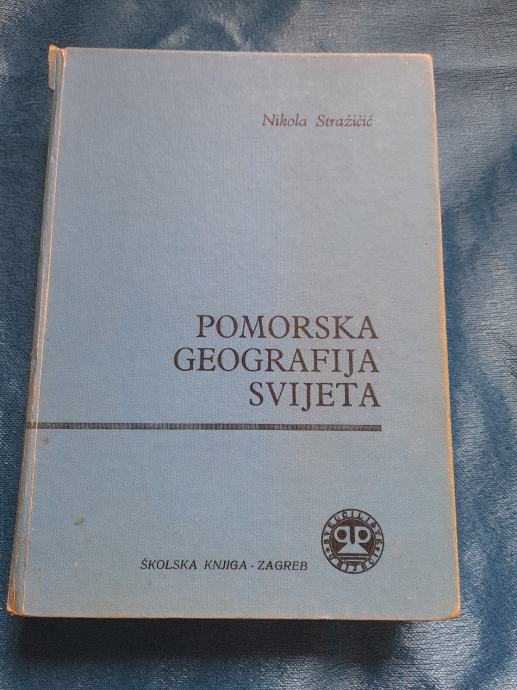 Nikola Stražičić
POMORSKA
GEOGRAFIJA
SVIJETA
ŠKOLSKA KNJIGA - ZAGREB